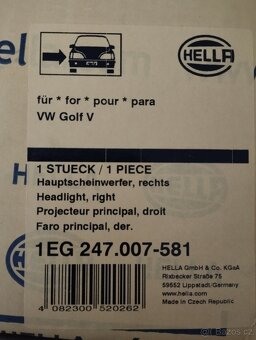 HELLA
für * for * pour * para
VW Golf V
1 STUECK / 1 PIECE
Hauptscheinwerfer, rechts
Headlight, right
Projecteur principal, droit
Faro principal, der.
1EG 247.007-581
HELLA GmbH & Co. KGaA
Rixbecker Straße 75
59552 Lippstadt-Germany
www.hella.com
Made in Czech Republic
4 082300 520262
Bazos.cz